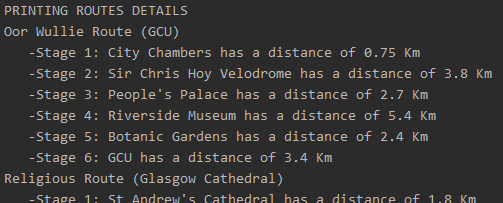 PRINTING ROUTES DETAILS
Oor Wullie Route (GCU)
-Stage 1: City Chambers has a distance of 0.75 Km
-Stage 2: Sir Chris Hoy Velodrome has a distance of 3.8 Km
-Stage 3: People's Palace has a distance of 2.7 Km
-Stage 4: Riverside Museum has a distance of 5.4 Km
-Stage 5: Botanic Gardens has a distance of 2.4 Km
-Stage 6: GCU has a distance of 3.4 Km
Religious Route (Glasgow Cathedral)
-Stage 1: St Andrew's Cathedral has a distance of 1.8 Km